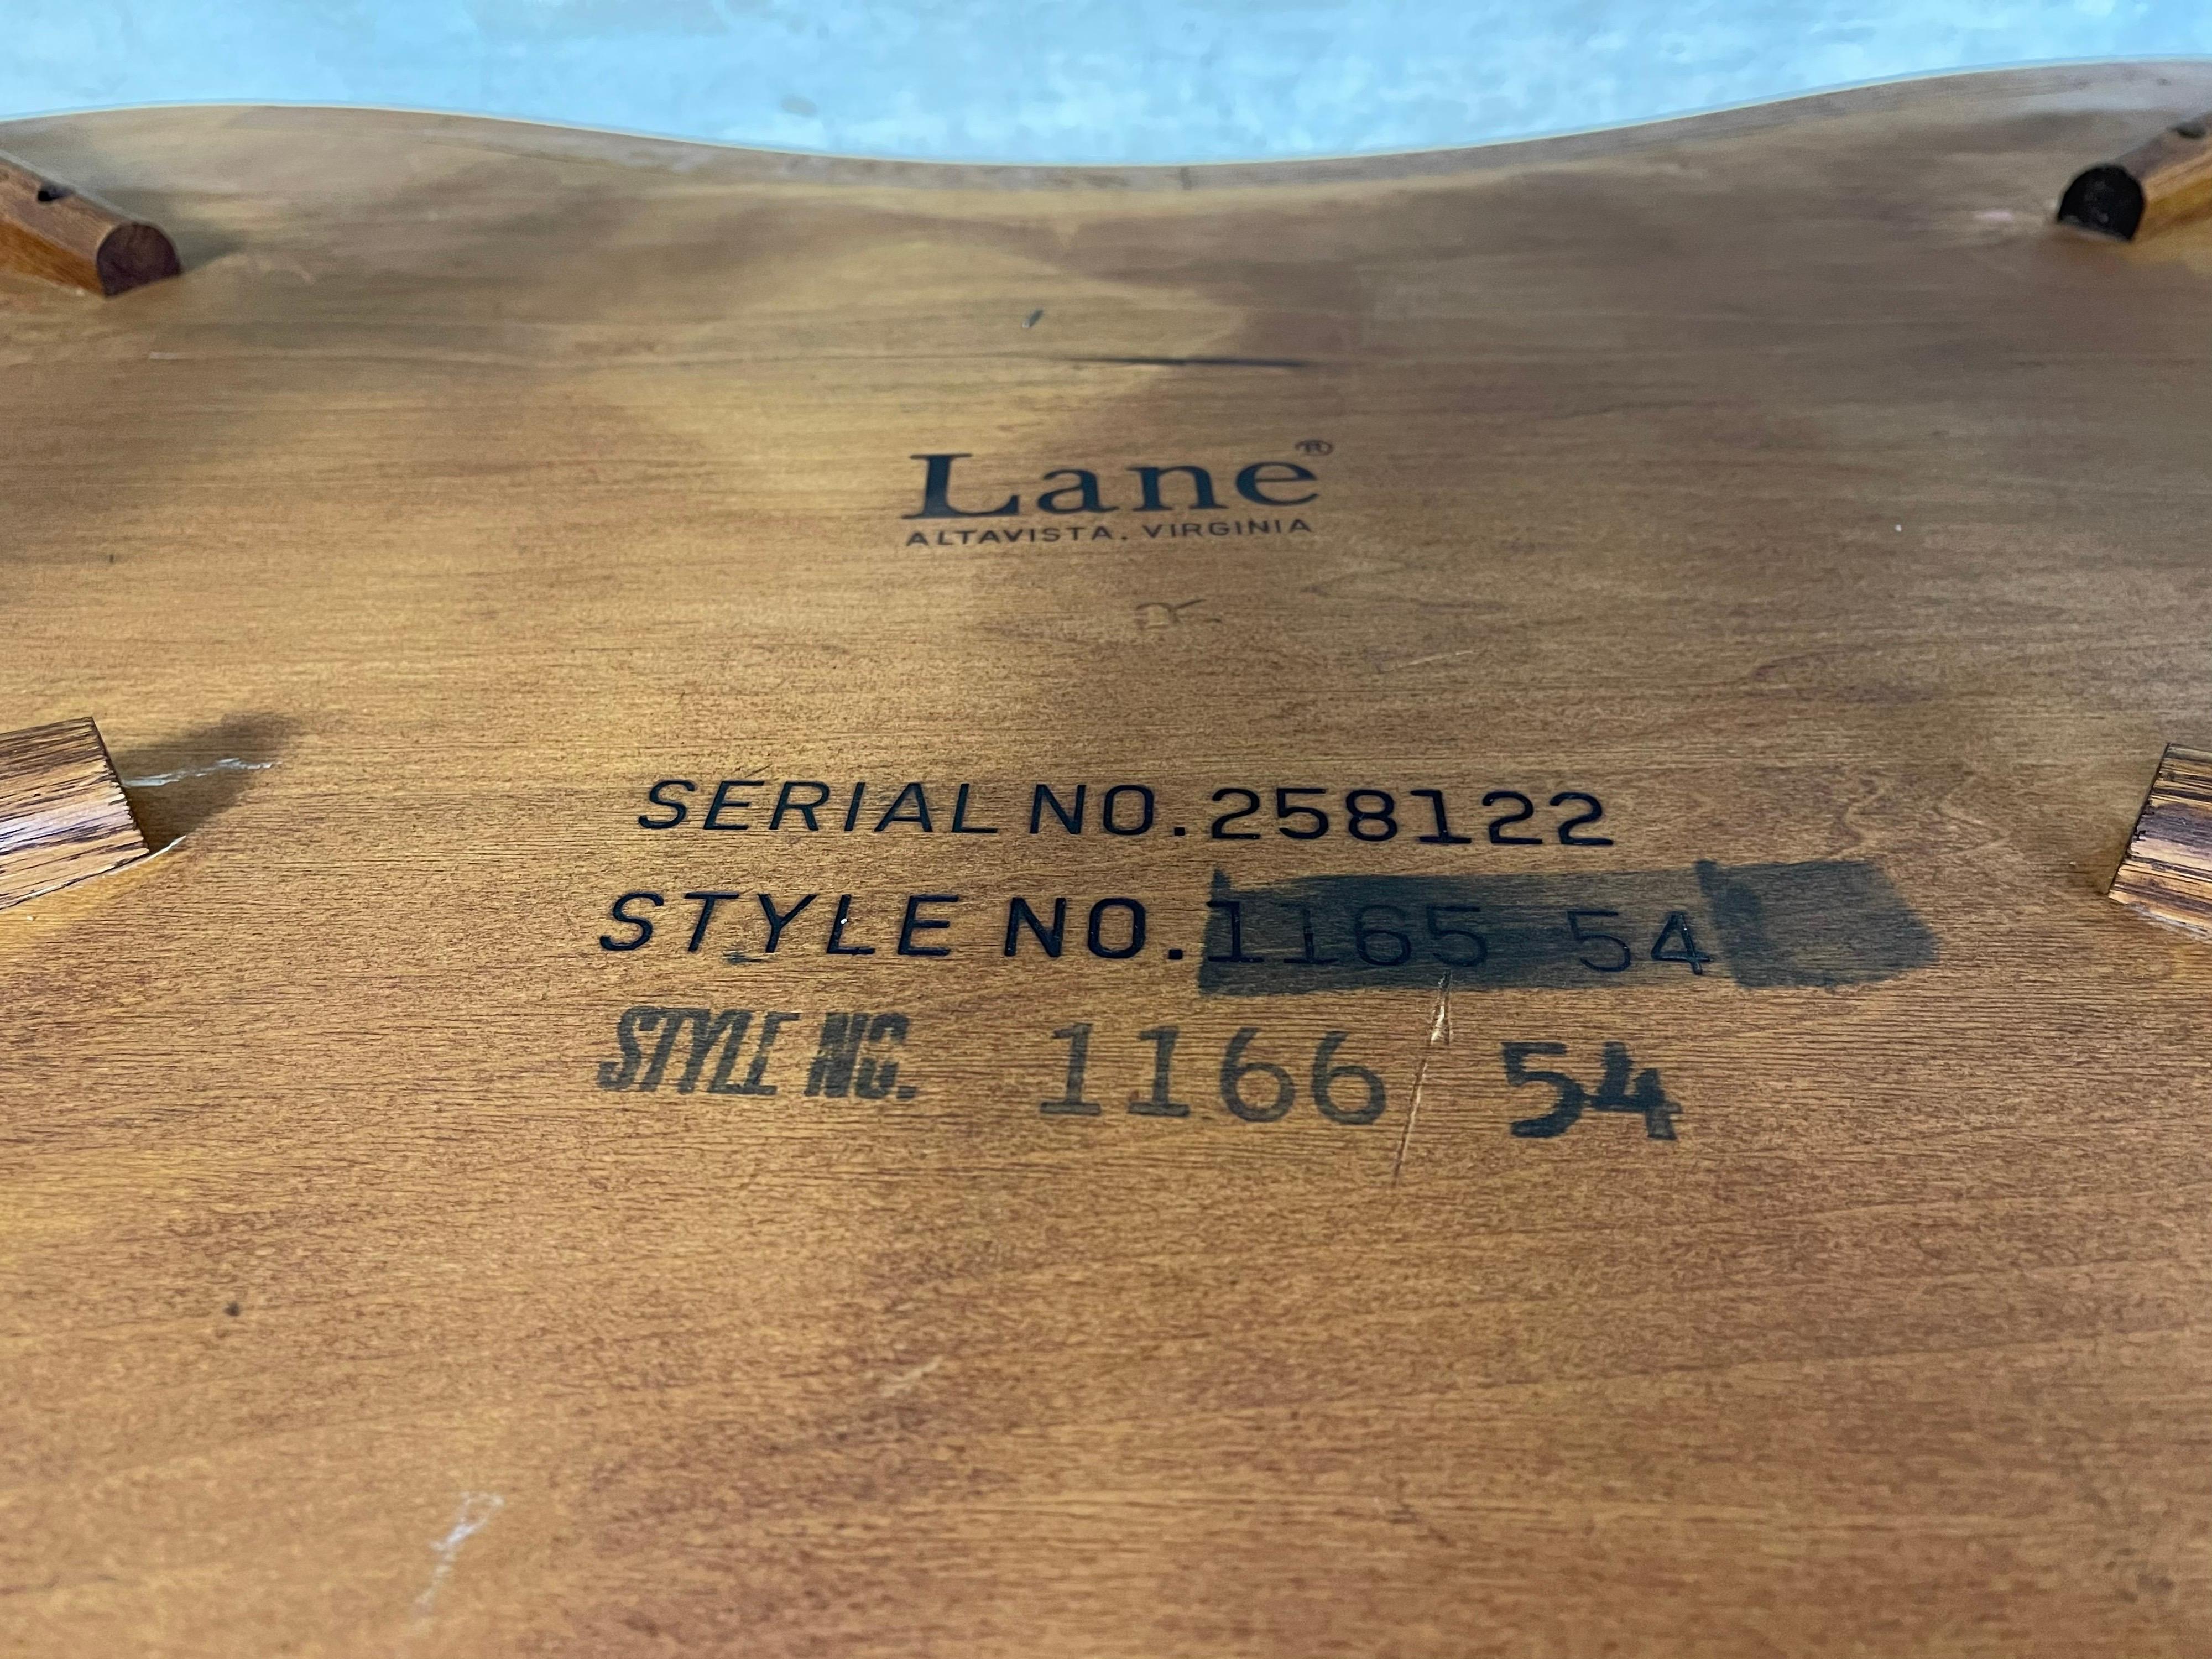 Lane®
ALTAVISTA, VIRGINIA
SERIAL NO. 258122
STYLE NO. 1165 54
STYLE NO. 1166 54